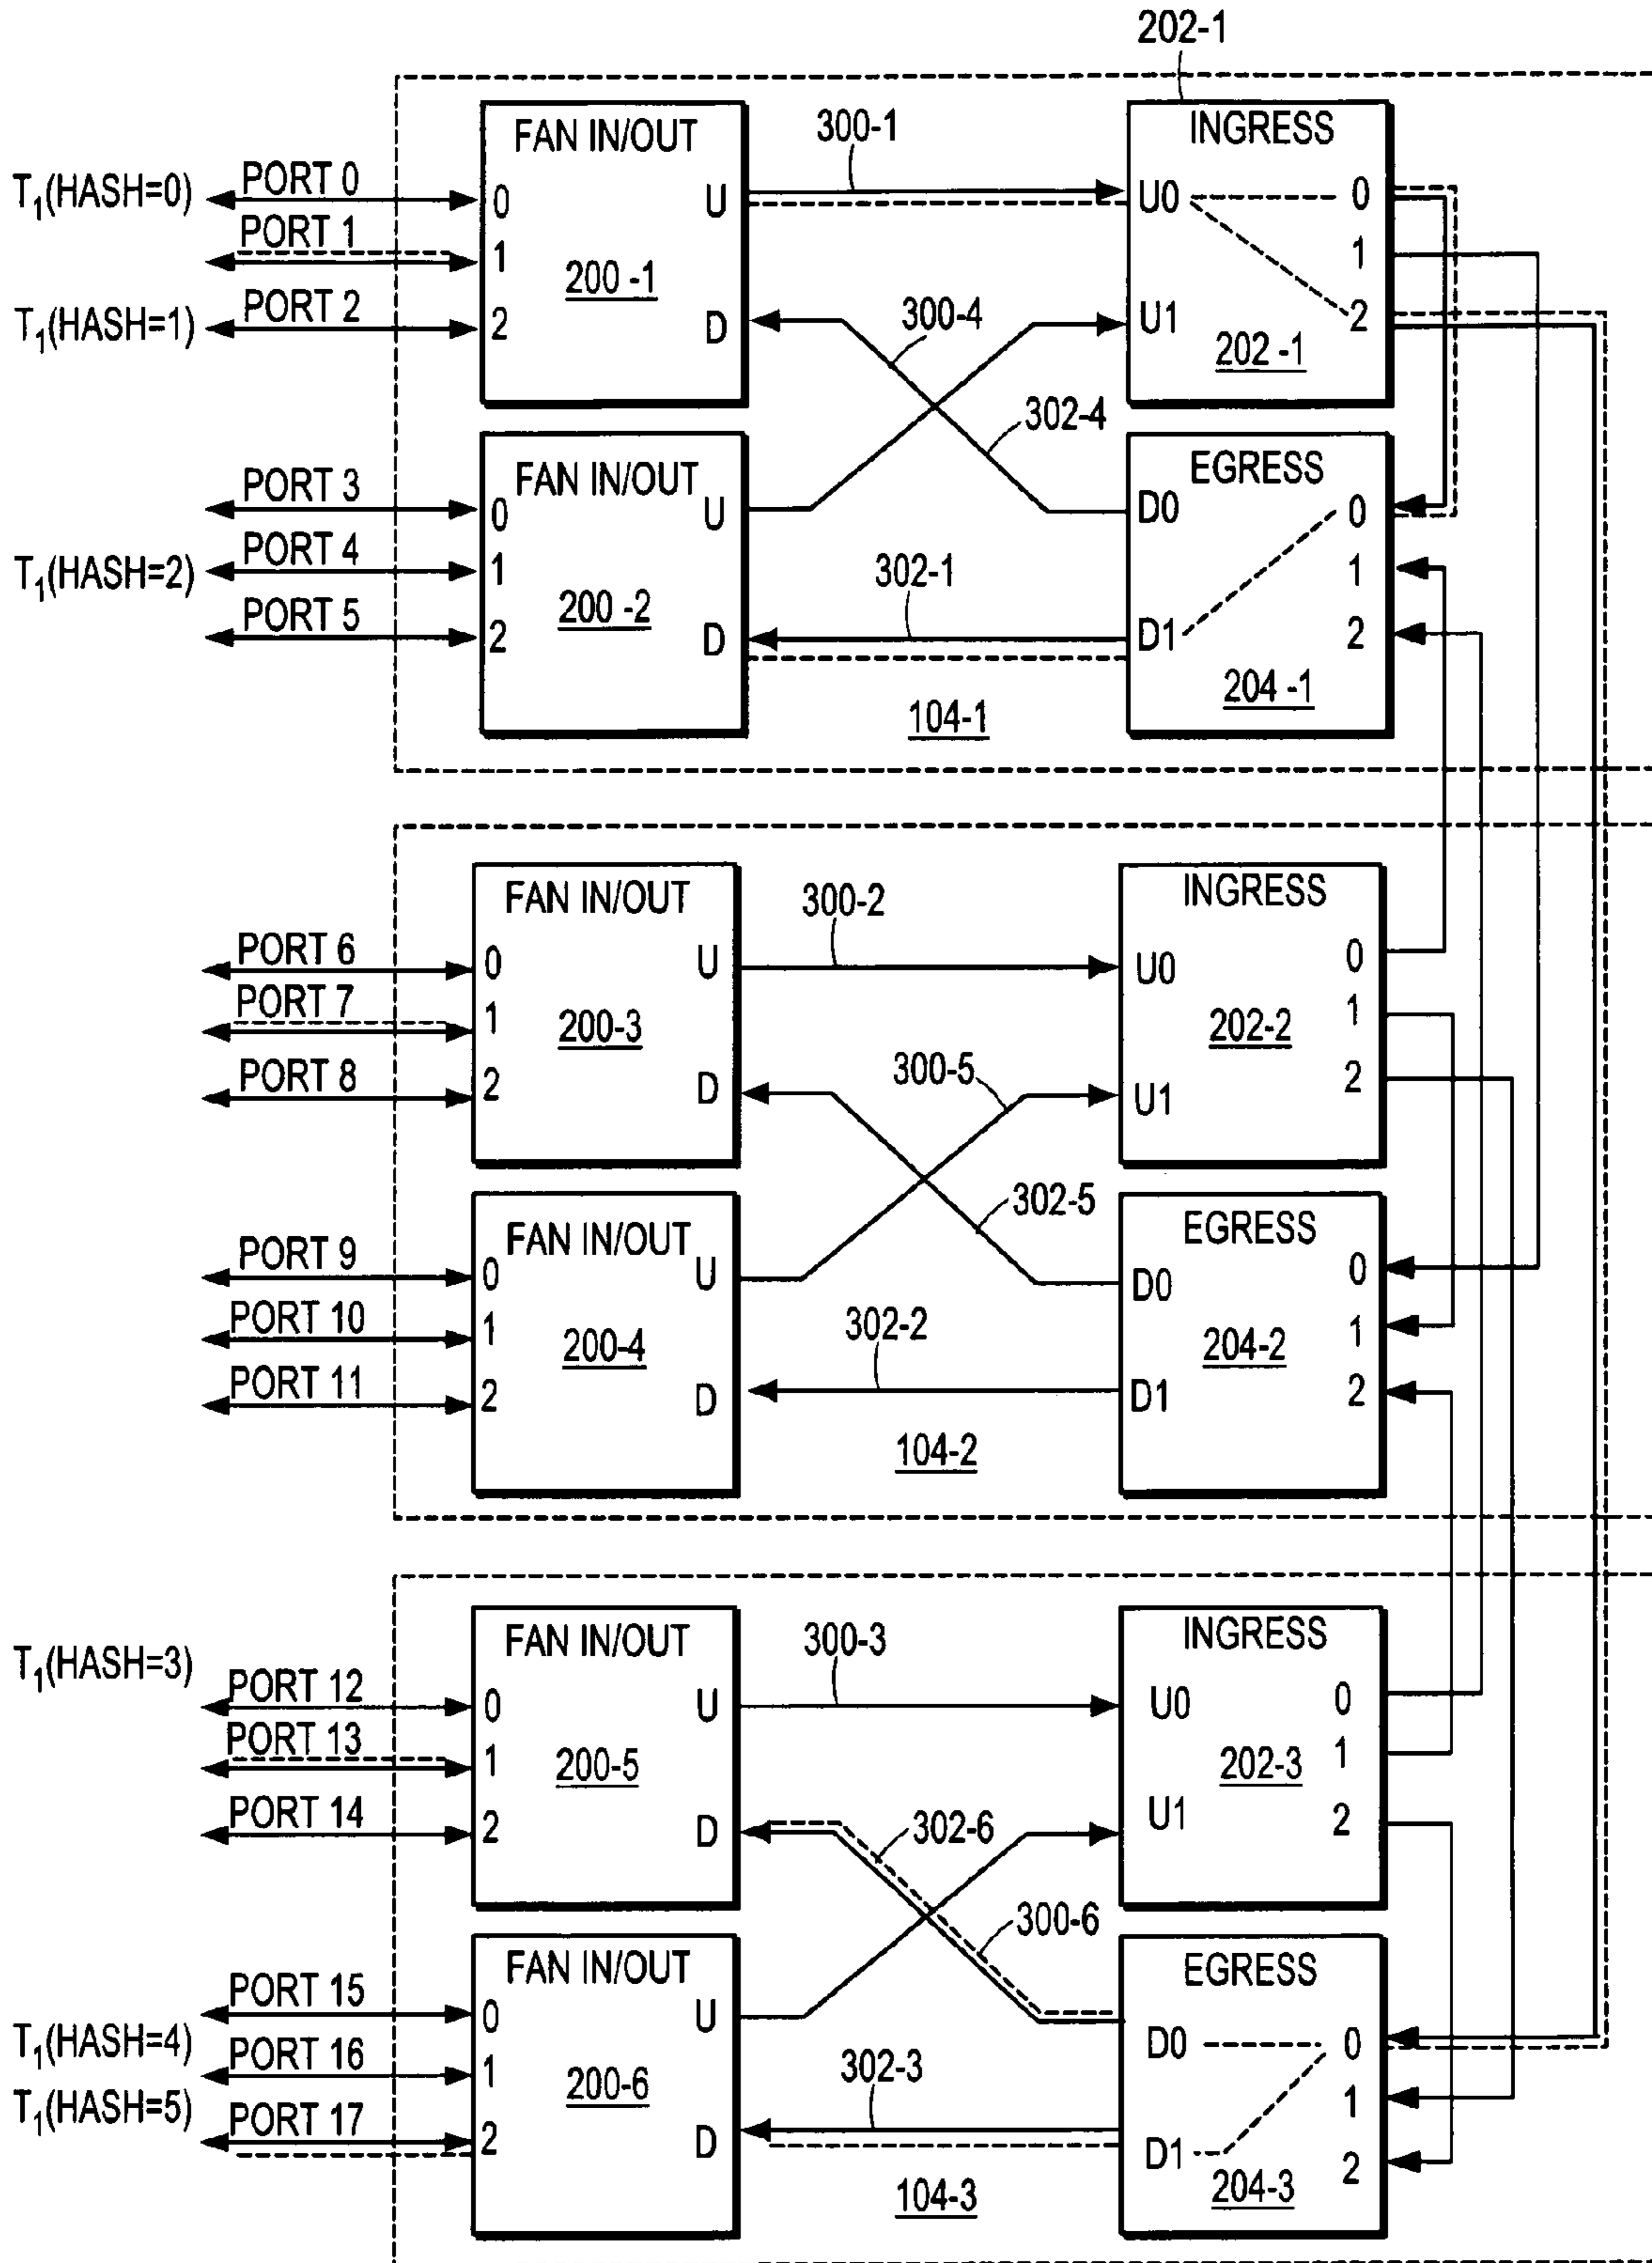 202-1
FAN IN/OUT
300-1
INGRESS
T1(HASH=0)
PORT 0
0
U
U0
0
PORT 1
1
200 -1
1
T1(HASH=1)
PORT 2
2
D
300-4
U1
2
202 -1
302-4
FAN IN/OUT
EGRESS
PORT 3
0
U
D0
0
T1(HASH=2)
PORT 4
1
200 -2
302-1
1
PORT 5
2
D
D1
2
204 -1
104-1
FAN IN/OUT
300-2
INGRESS
PORT 6
0
U
U0
0
PORT 7
1
200-3
202-2
1
PORT 8
2
D
300-5
U1
2
302-5
FAN IN/OUT
EGRESS
PORT 9
0
U
D0
0
PORT 10
1
200-4
302-2
204-2
1
PORT 11
2
D
D1
2
104-2
FAN IN/OUT
300-3
INGRESS
T1(HASH=3)
PORT 12
0
U
U0
0
PORT 13
1
200-5
202-3
1
PORT 14
2
D
302-6
U1
2
300-6
FAN IN/OUT
EGRESS
PORT 15
0
U
D0
0
T1(HASH=4)
PORT 16
1
200-6
302-3
1
T1(HASH=5)
PORT 17
2
D
D1
2
204-3
104-3